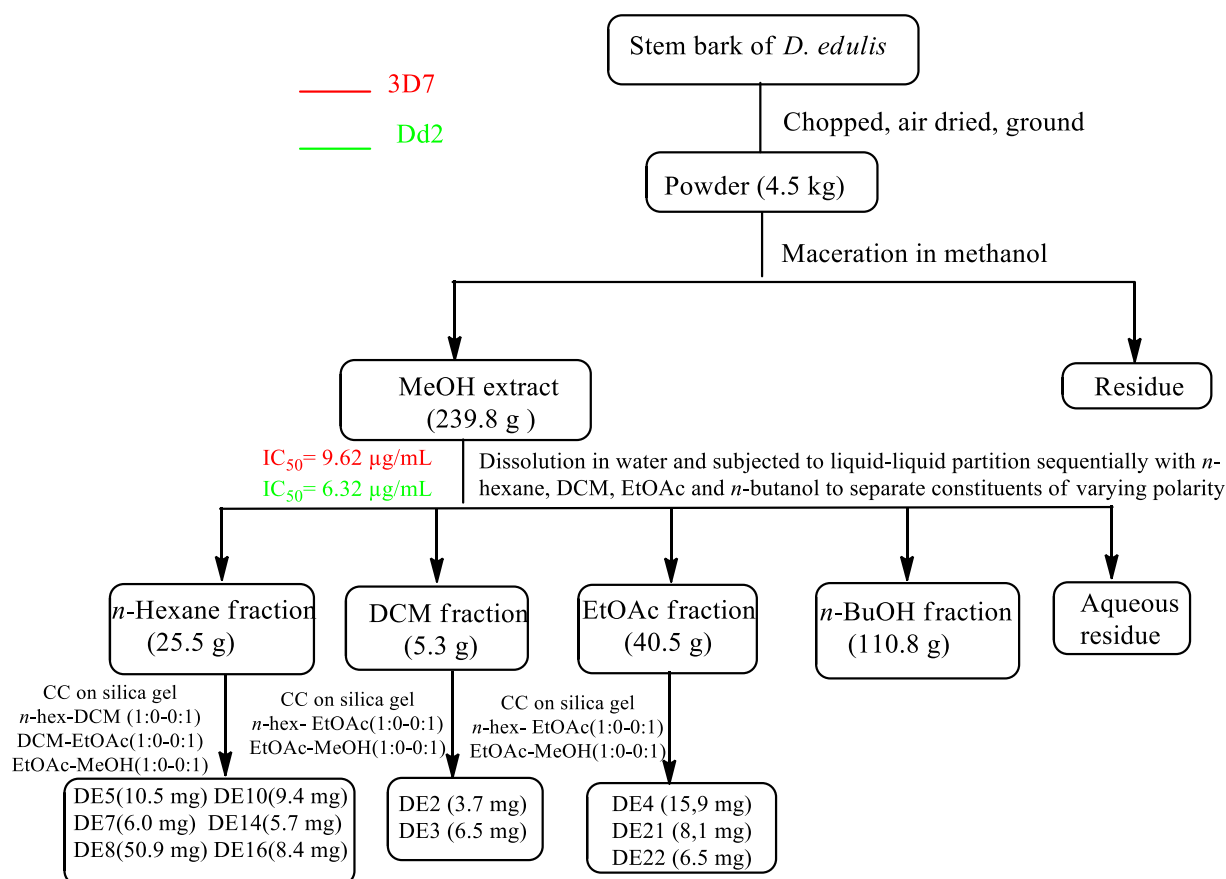 Stem bark of D. edulis
3D7
Dd2
Chopped, air dried, ground
Powder (4.5 kg)
Maceration in methanol
MeOH extract
(239.8 g )
Residue
IC50= 9.62 µg/mL
IC50= 6.32 µg/mL
Dissolution in water and subjected to liquid-liquid partition sequentially with n-
hexane, DCM, EtOAc and n-butanol to separate constituents of varying polarity
n-Hexane fraction
(25.5 g)
DCM fraction
(5.3 g)
EtOAc fraction
(40.5 g)
n-BuOH fraction
(110.8 g)
Aqueous
residue
CC on silica gel
n-hex-DCM (1:0-0:1)
DCM-EtOAc(1:0-0:1)
EtOAc-MeOH(1:0-0:1)
CC on silica gel
n-hex- EtOAc(1:0-0:1)
EtOAc-MeOH(1:0-0:1)
CC on silica gel
n-hex- EtOAc(1:0-0:1)
EtOAc-MeOH(1:0-0:1)
DE5(10.5 mg) DE10(9.4 mg)
DE7(6.0 mg) DE14(5.7 mg)
DE8(50.9 mg) DE16(8.4 mg)
DE2 (3.7 mg)
DE3 (6.5 mg)
DE4 (15,9 mg)
DE21 (8,1 mg)
DE22 (6.5 mg)